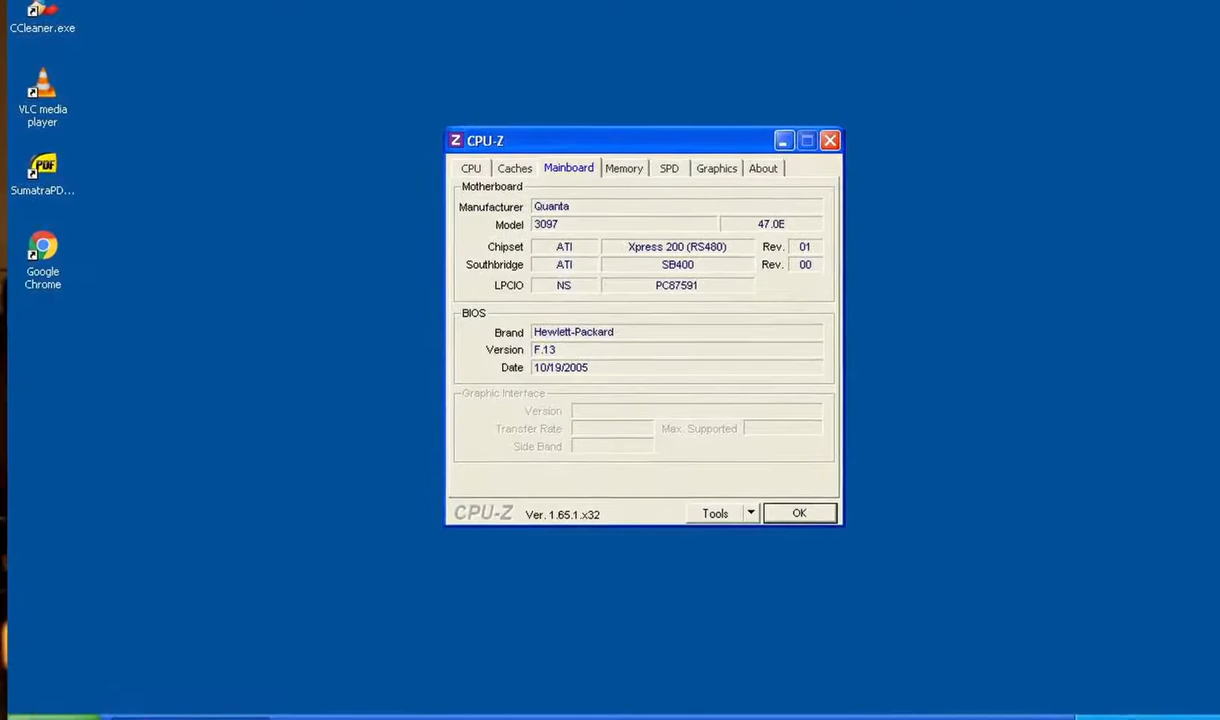 CCleaner.exe
VLC media
player
PDF
SumatraPD...
Google
Chrome
Z CPU-Z
CPU Caches Mainboard Memory SPD Graphics About
Motherboard
Manufacturer Quanta
Model 3097 47.0E
Chipset ATI Xpress 200 (RS480) Rev. 01
Southbridge ATI SB400 Rev. 00
LPCIO NS PC87591
BIOS
Brand Hewlett-Packard
Version F.13
Date 10/19/2005
Graphic Interface
Version
Transfer Rate Max. Supported
Side Band
CPU-Z Ver. 1.65.1.x32 Tools OK